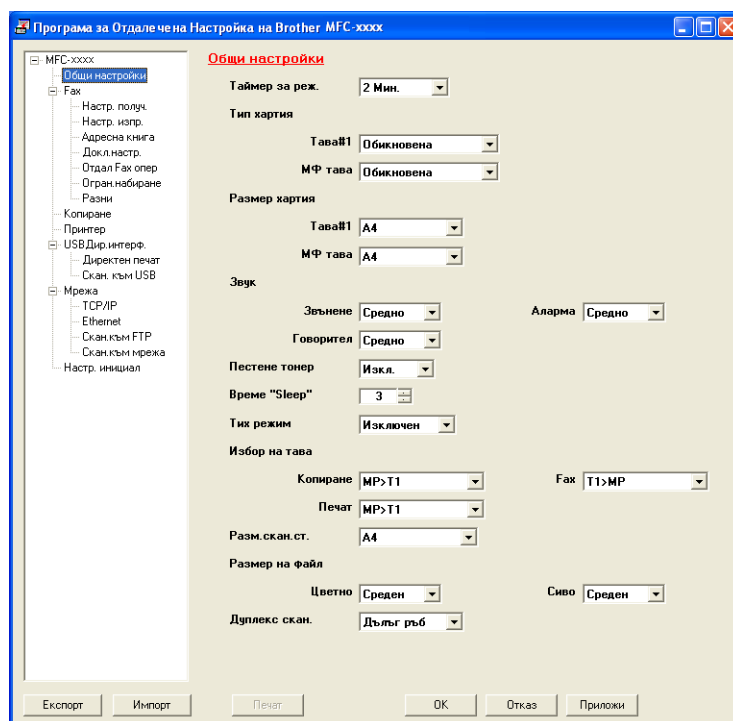 Програма за Отдалечена Настройка на Brother MFC-xxxx
MFC-xxxx
Общи настройки
Fax
Настр. получ.
Настр. изпр.
Адресна книга
Докл.настр.
Отдал Fax опер
Огран.набиране
Разни
Копиране
Принтер
USBДир.интерф.
Директен печат
Скан. към USB
Мрежа
TCP/IP
Ethernet
Скан.към FTP
Скан.към мрежа
Настр. инициал
Общи настройки
Таймер за реж. 2 Мин.
Тип хартия
Тава#1 Обикновена
МФ тава Обикновена
Размер хартия
Тава#1 A4
МФ тава A4
Звук
Звънене Средно Аларма Средно
Говорител Средно
Пестене тонер Изкл.
Време "Sleep" 3
Тих режим Изключен
Избор на тава
Копиране MP>T1 Fax T1>MP
Печат MP>T1
Разм.скан.ст. A4
Размер на файл
Цветно Среден Сиво Среден
Дуплекс скан. Дълъг ръб
Експорт Импорт Печат OK Отказ Приложи